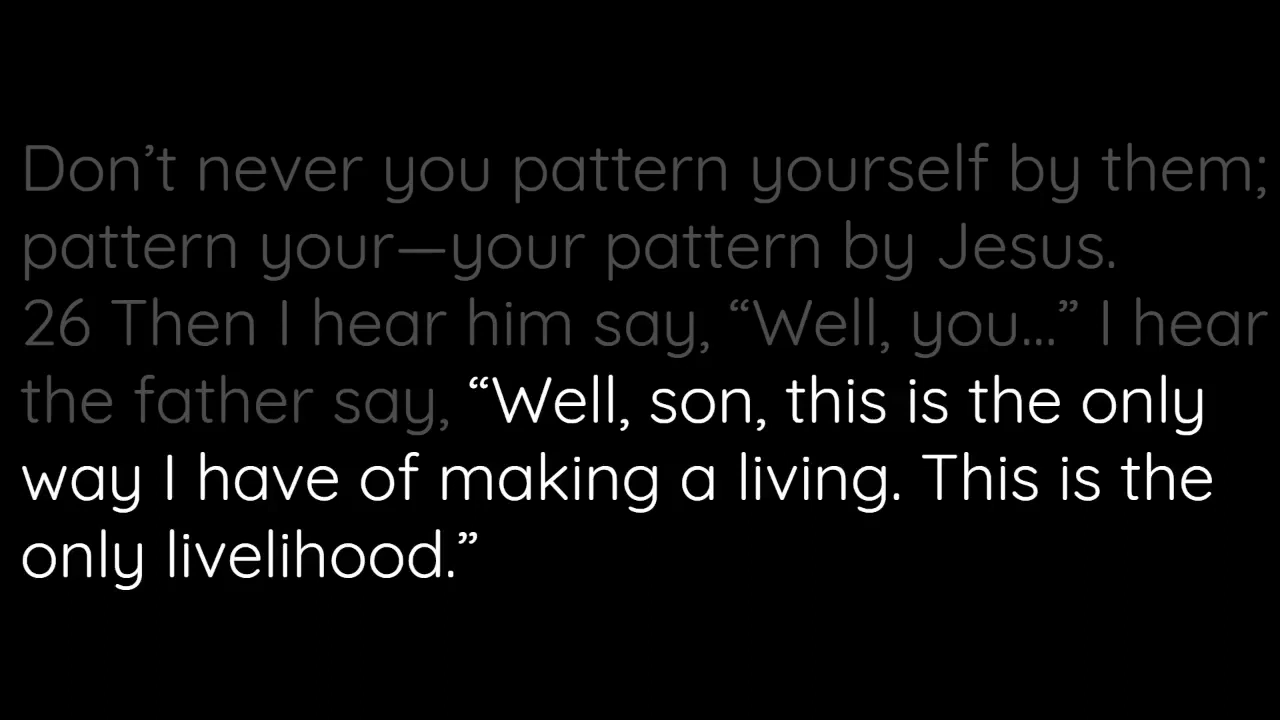 Don’t never you pattern yourself by them;
pattern your—your pattern by Jesus.
26 Then I hear him say, “Well, you...” I hear
the father say, “Well, son, this is the only
way I have of making a living. This is the
only livelihood.”